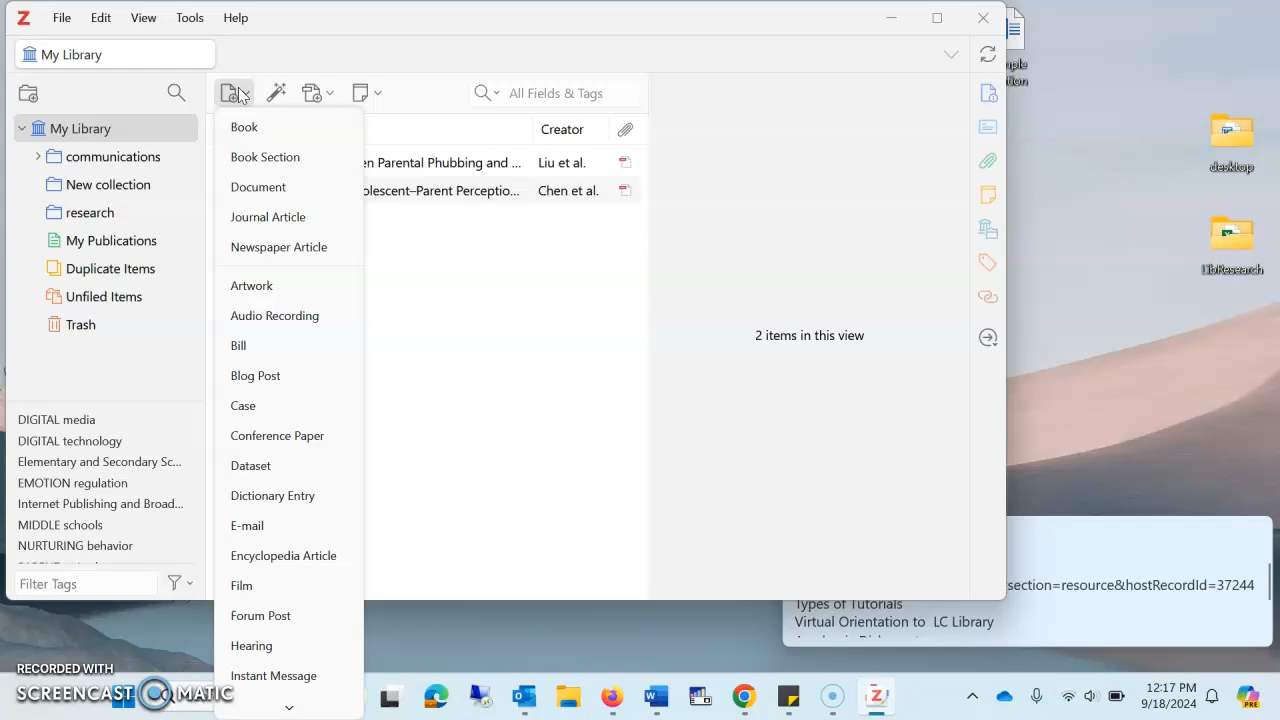 Z File Edit View Tools Help
My Library
All Fields & Tags
My Library
communications
New collection
research
My Publications
Duplicate Items
Unfiled Items
Trash
DIGITAL media
DIGITAL technology
Elementary and Secondary Sc...
EMOTION regulation
Internet Publishing and Broad...
MIDDLE schools
NURTURING behavior
Filter Tags
Book
Book Section
Document
Journal Article
Newspaper Article
Artwork
Audio Recording
Bill
Blog Post
Case
Conference Paper
Dataset
Dictionary Entry
E-mail
Encyclopedia Article
Film
Forum Post
Hearing
Instant Message
Creator
en Parental Phubbing and ... Liu et al.
olescent–Parent Perceptio... Chen et al.
2 items in this view
ple
tion
desktop
LibResearch
section=resource&hostRecordId=37244
Types of Tutorials
Virtual Orientation to LC Library
RECORDED WITH
SCREENCAST MATIC
12:17 PM
9/18/2024
PRE